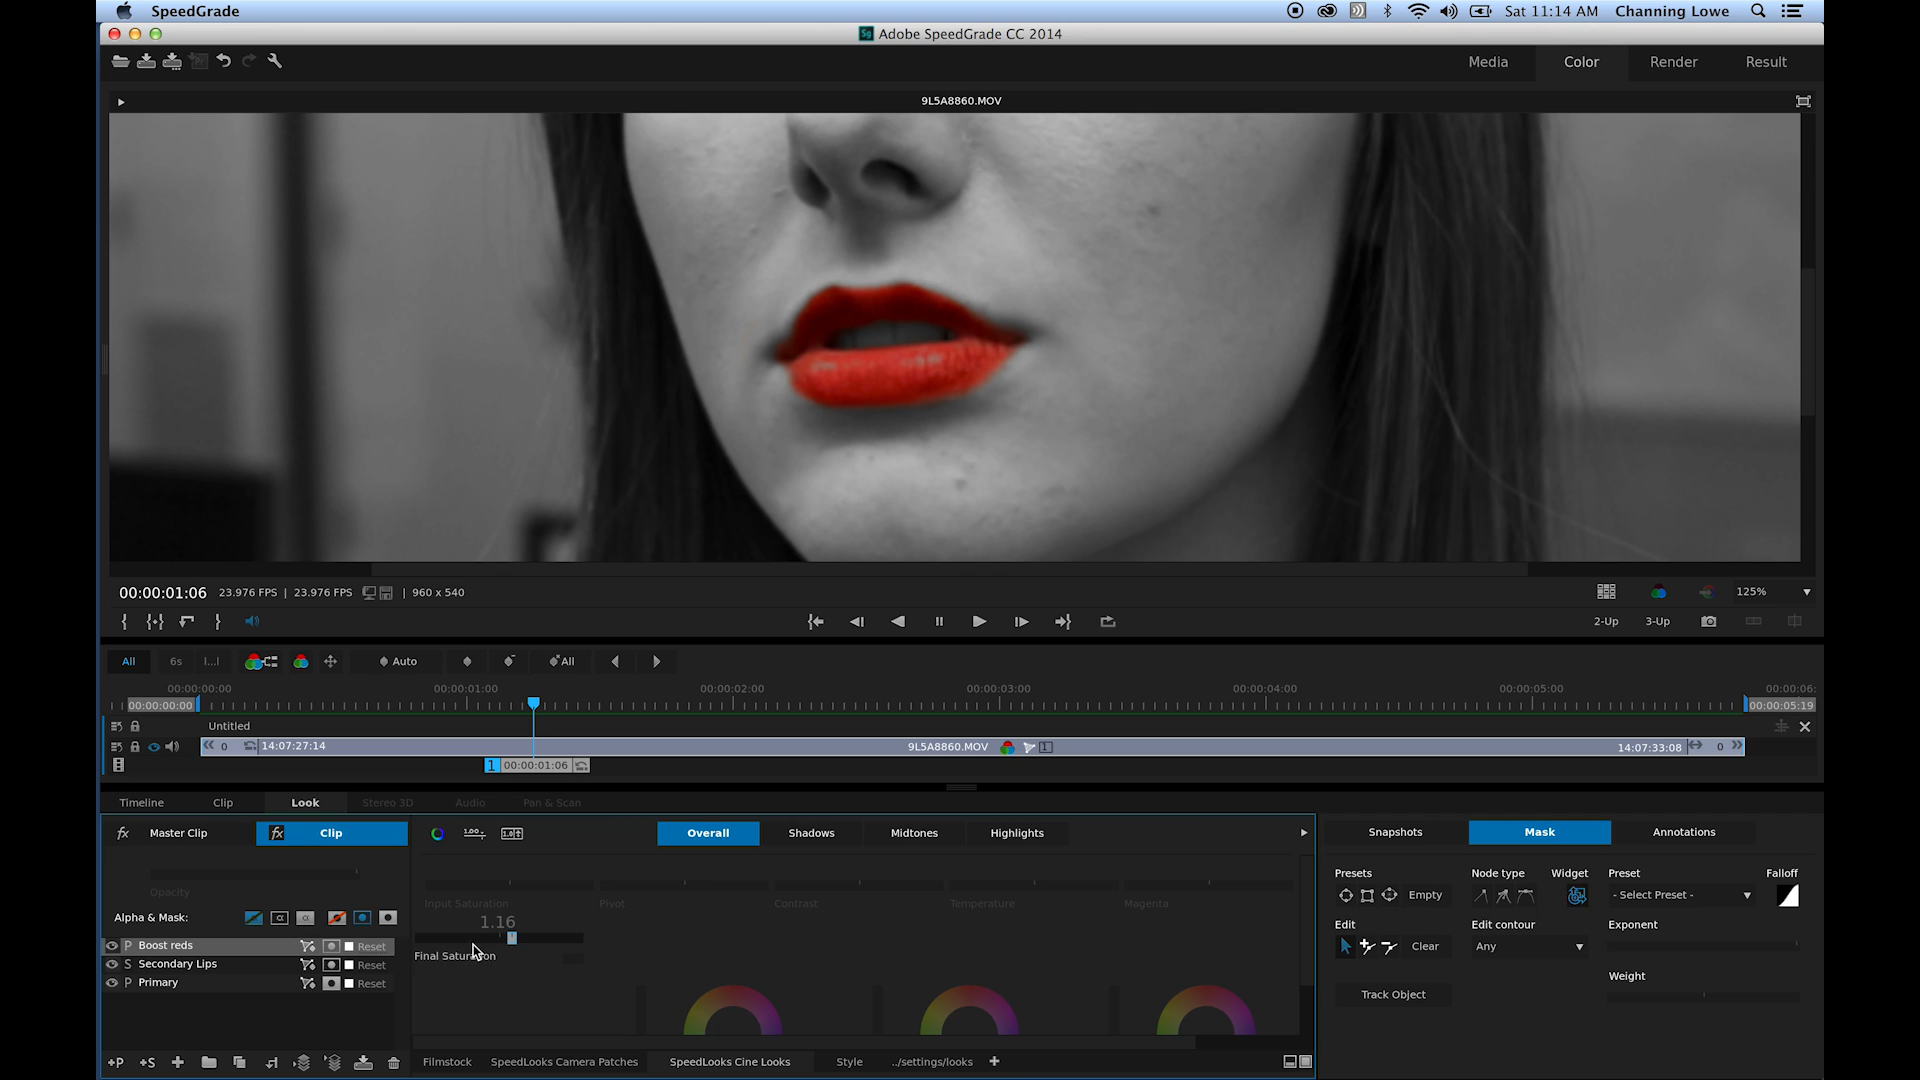 SpeedGrade
Sat 11:14 AM Channing Lowe
Sg Adobe SpeedGrade CC 2014
Media Color Render Result
9L5A8860.MOV
00:00:01:06 23.976 FPS | 23.976 FPS | 960 x 540
125%
2-Up 3-Up
All 6s I...I Auto All
00:00:00:00 00:00:01:00 00:00:02:00 00:00:03:00 00:00:04:00 00:00:05:00 00:00:06:
00:00:00:00 00:00:05:19
Untitled
0 14:07:27:14 9L5A8860.MOV 1 14:07:33:08 0
1 00:00:01:06
Timeline Clip Look Stereo 3D Audio Pan & Scan
fx Master Clip fx Clip 1.00 1.0 Overall Shadows Midtones Highlights
Snapshots Mask Annotations
Opacity
Input Saturation Pivot Contrast Temperature Magenta
Presets Node type Widget Preset Falloff
Empty - Select Preset -
Alpha & Mask:
1.16
Edit Edit contour Exponent
P Boost reds Reset
Clear Any
Final Saturation
S Secondary Lips Reset
Weight
P Primary Reset
Track Object
+P +S
Filmstock SpeedLooks Camera Patches SpeedLooks Cine Looks Style ../settings/looks